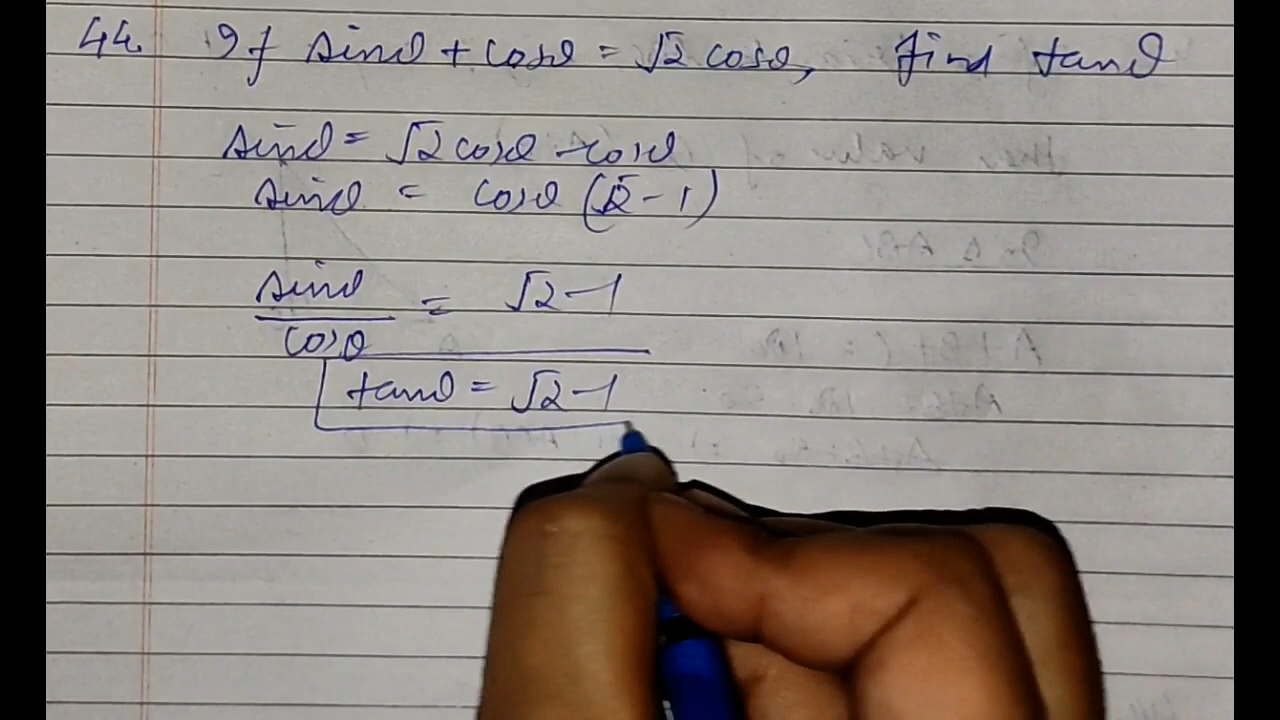 44. If sinθ + cosθ = √2 cosθ, find tanθ
sinθ = √2 cosθ - cosθ
sinθ = cosθ (√2 - 1)
sinθ
cosθ
= √2 - 1
tanθ = √2 - 1